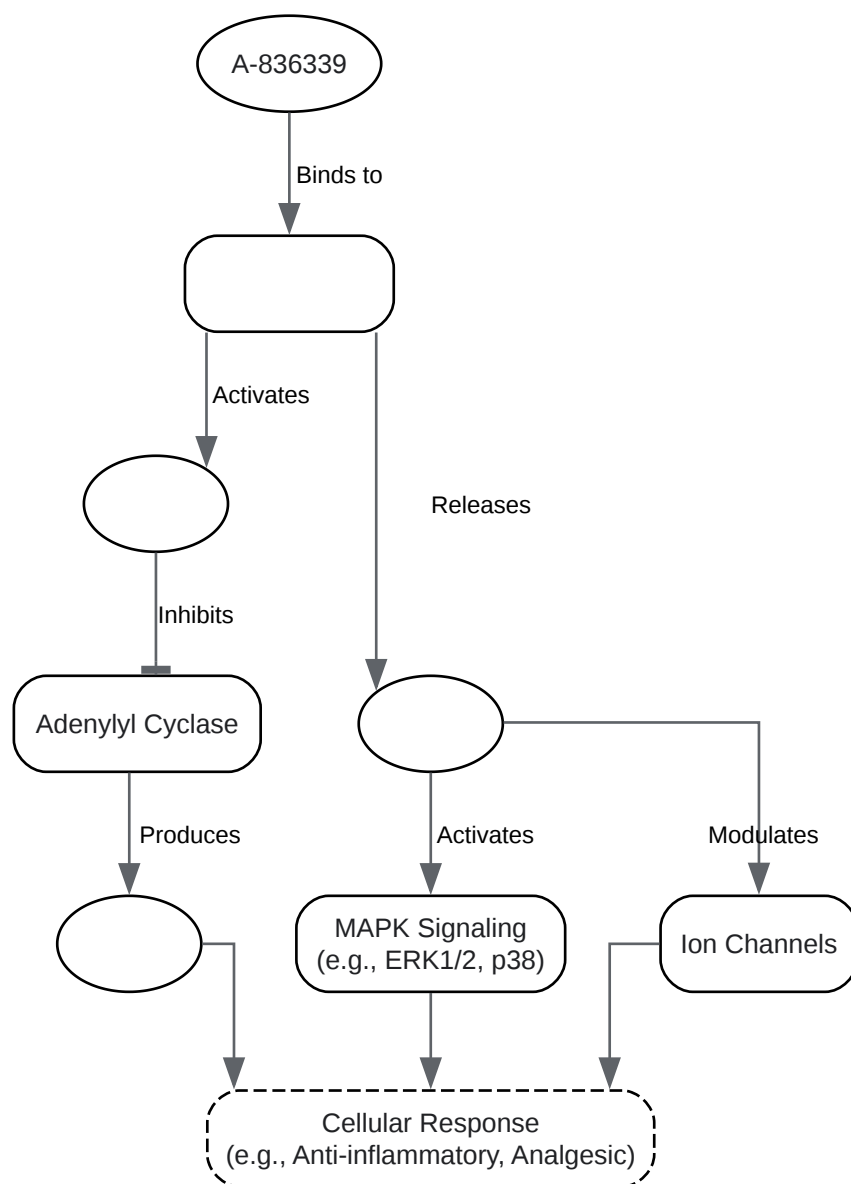 A-836339
Binds to
Activates
Releases
Inhibits
Adenylyl Cyclase
Produces
Activates
Modulates
MAPK Signaling
(e.g., ERK1/2, p38)
Ion Channels
Cellular Response
(e.g., Anti-inflammatory, Analgesic)